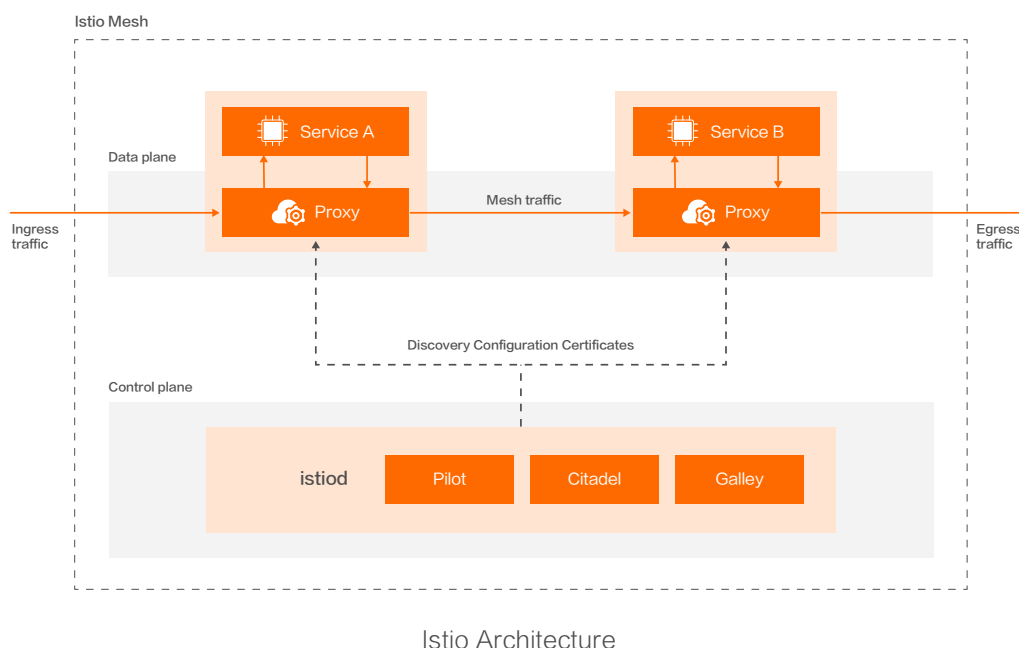 Istio Mesh
Service A
Service B
Data plane
Proxy
Mesh traffic
Proxy
Ingress
traffic
Egress
traffic
Discovery Configuration Certificates
Control plane
istiod
Pilot
Citadel
Galley
Istio Architecture